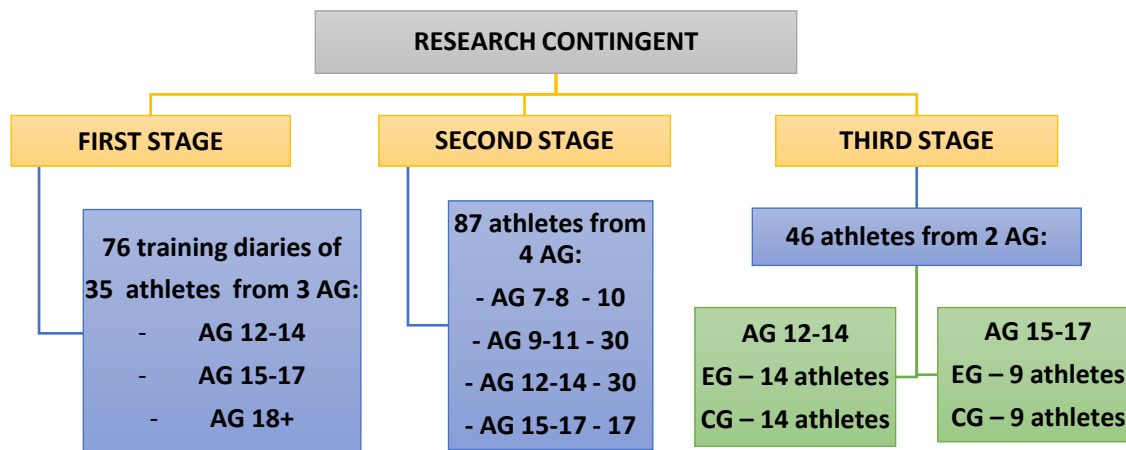 RESEARCH CONTINGENT
FIRST STAGE
76 training diaries of
35 athletes from 3 AG:
- AG 12-14
- AG 15-17
- AG 18+
SECOND STAGE
87 athletes from
4 AG:
- AG 7-8 - 10
- AG 9-11 - 30
- AG 12-14 - 30
- AG 15-17 - 17
THIRD STAGE
46 athletes from 2 AG:
AG 12-14
EG – 14 athletes
CG – 14 athletes
AG 15-17
EG – 9 athletes
CG – 9 athletes